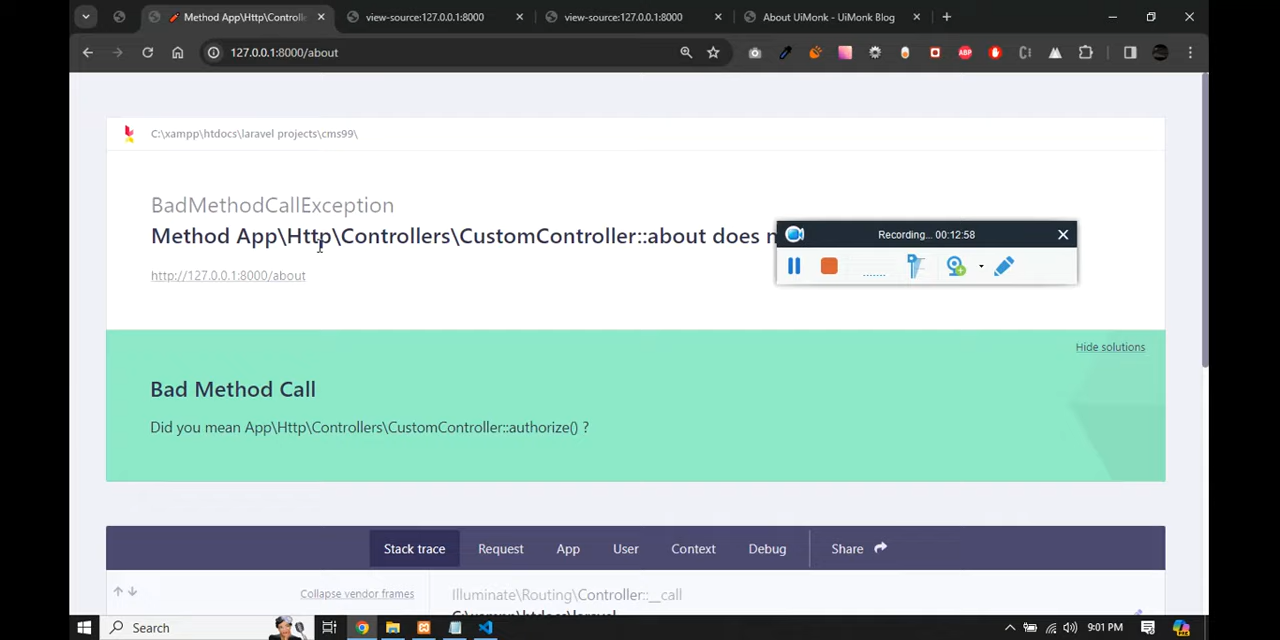 Method App\Http\Controlle
view-source:127.0.0.1:8000
view-source:127.0.0.1:8000
About UiMonk - UiMonk Blog
127.0.0.1:8000/about
ABP
C:\xampp\htdocs\laravel projects\cms99\
BadMethodCallException
Method App\Http\Controllers\CustomController::about does n
Recording... 00:12:58
http://127.0.0.1:8000/about
Hide solutions
Bad Method Call
Did you mean App\Http\Controllers\CustomController::authorize() ?
Stack trace
Request
App
User
Context
Debug
Share
Collapse vendor frames
Illuminate\Routing\Controller::__call
C:\xampp\htdocs\laravel
Search
9:01 PM